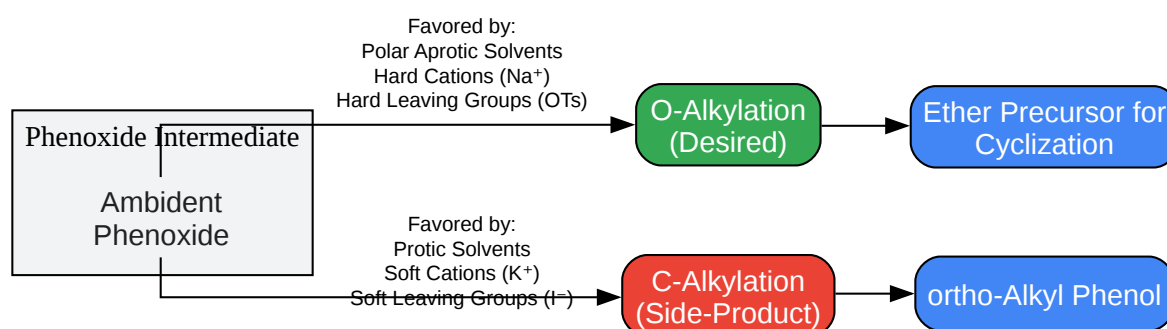 Favored by:
Polar Aprotic Solvents
Hard Cations (Na⁺)
Hard Leaving Groups (OTs)
O-Alkylation
(Desired)
Ether Precursor for
Cyclization
Phenoxide Intermediate
Ambident
Phenoxide
Favored by:
Protic Solvents
Soft Cations (K⁺)
Soft Leaving Groups (I⁻)
C-Alkylation
(Side-Product)
ortho-Alkyl Phenol